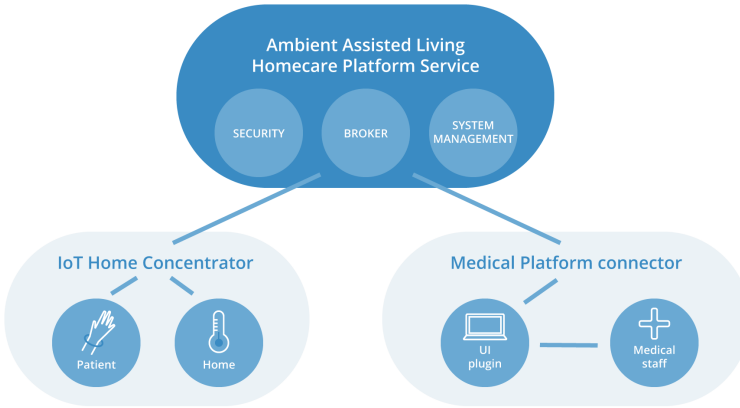 Ambient Assisted Living
Homecare Platform Service
SECURITY
BROKER
SYSTEM
MANAGEMENT
IoT Home Concentrator
Patient
Home
Medical Platform connector
UI
plugin
Medical
staff